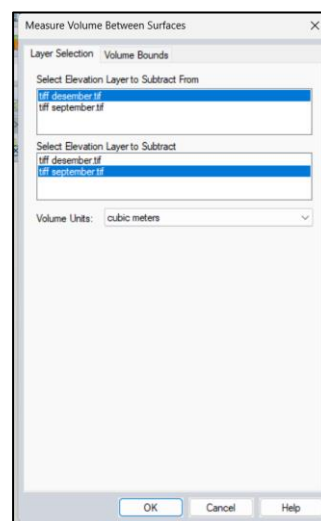 Measure Volume Between Surfaces
Layer Selection Volume Bounds
Select Elevation Layer to Subtract From
tiff desember.tif
tiff september.tif
Select Elevation Layer to Subtract
tiff desember.tif
tiff september.tif
Volume Units: cubic meters
OK Cancel Help